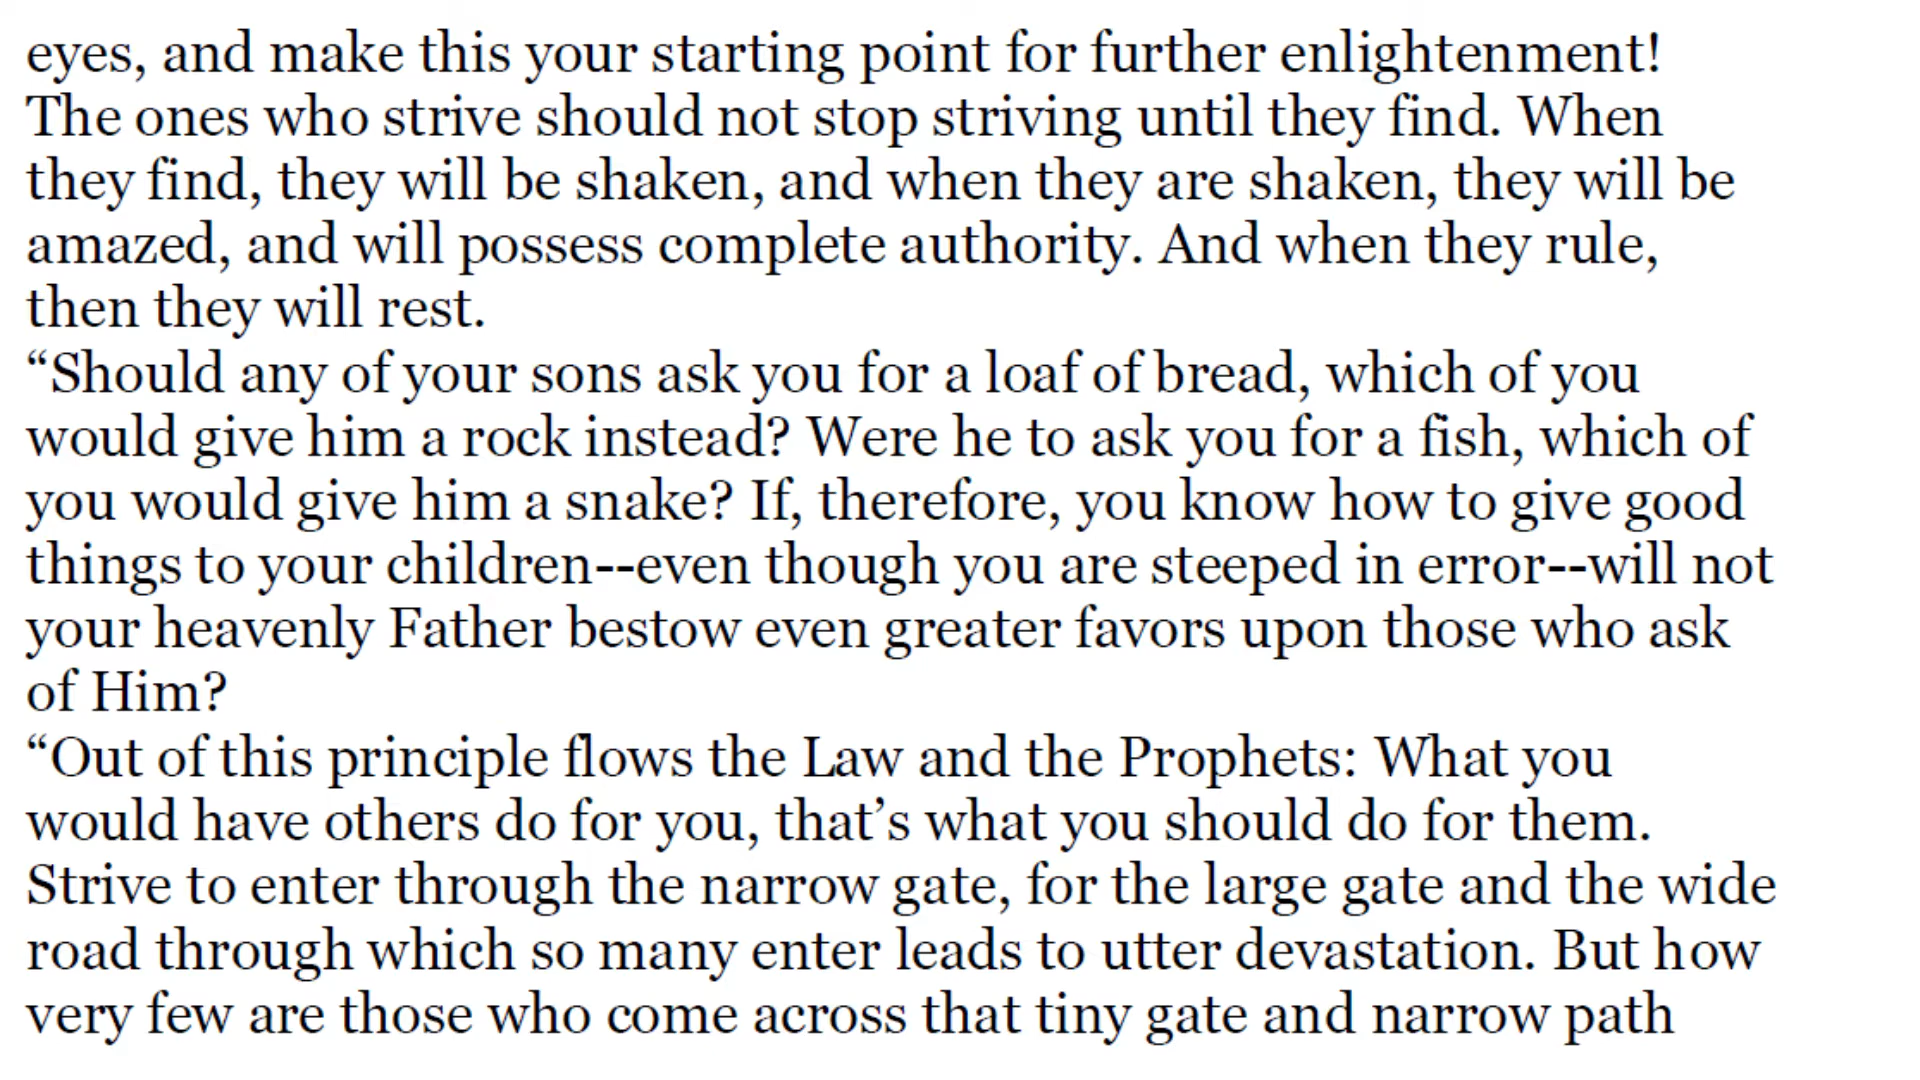 eyes, and make this your starting point for further enlightenment!
The ones who strive should not stop striving until they find. When
they find, they will be shaken, and when they are shaken, they will be
amazed, and will possess complete authority. And when they rule,
then they will rest.
“Should any of your sons ask you for a loaf of bread, which of you
would give him a rock instead? Were he to ask you for a fish, which of
you would give him a snake? If, therefore, you know how to give good
things to your children--even though you are steeped in error--will not
your heavenly Father bestow even greater favors upon those who ask
of Him?
“Out of this principle flows the Law and the Prophets: What you
would have others do for you, that’s what you should do for them.
Strive to enter through the narrow gate, for the large gate and the wide
road through which so many enter leads to utter devastation. But how
very few are those who come across that tiny gate and narrow path